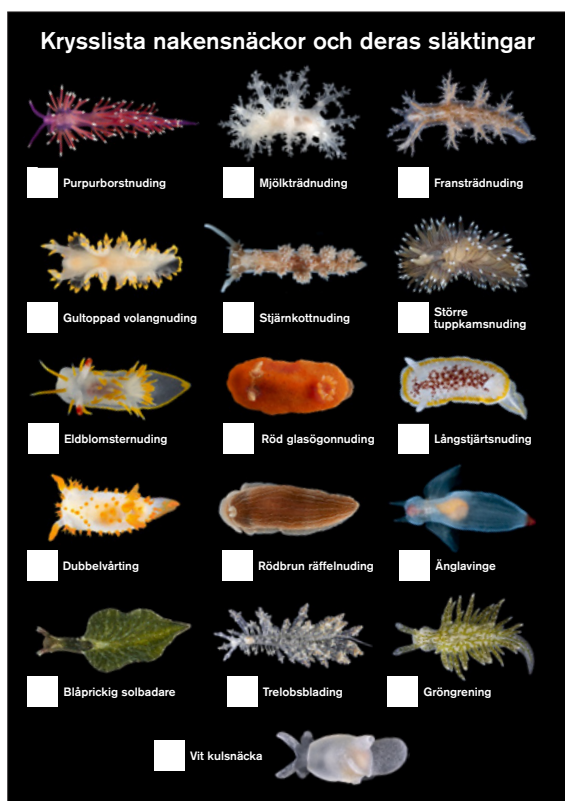 Krysslista nakensnäckor och deras släktingar
Purpurborstnuding
Mjölkträdnuding
Fransträdnuding
Gultoppad volangnuding
Stjärnkottnuding
Större
tuppkamsnuding
Eldblomsternuding
Röd glasögonnuding
Långstjärtsnuding
Dubbelvårting
Rödbrun räffelnuding
Änglavinge
Blåprickig solbadare
Trelobsblading
Gröngrening
Vit kulsnäcka